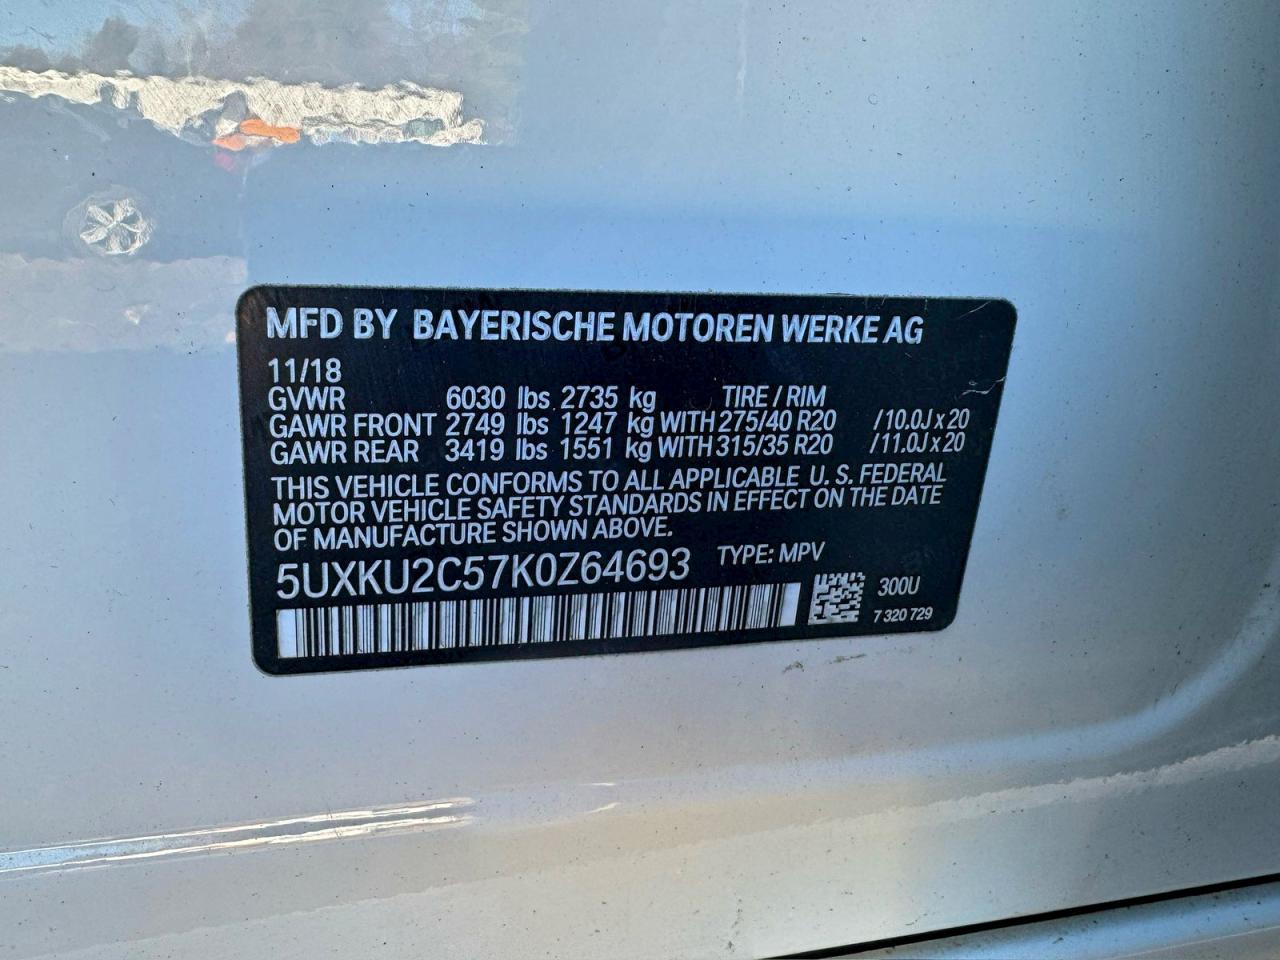 MFD BY BAYERISCHE MOTOREN WERKE AG
11/18
GVWR 6030 lbs 2735 kg TIRE / RIM
GAWR FRONT 2749 lbs 1247 kg WITH 275/40 R20 /10.0J x 20
GAWR REAR 3419 lbs 1551 kg WITH 315/35 R20 /11.0J x 20
THIS VEHICLE CONFORMS TO ALL APPLICABLE U. S. FEDERAL
MOTOR VEHICLE SAFETY STANDARDS IN EFFECT ON THE DATE
OF MANUFACTURE SHOWN ABOVE.
5UXKU2C57K0Z64693 TYPE: MPV
300U
7 320 729